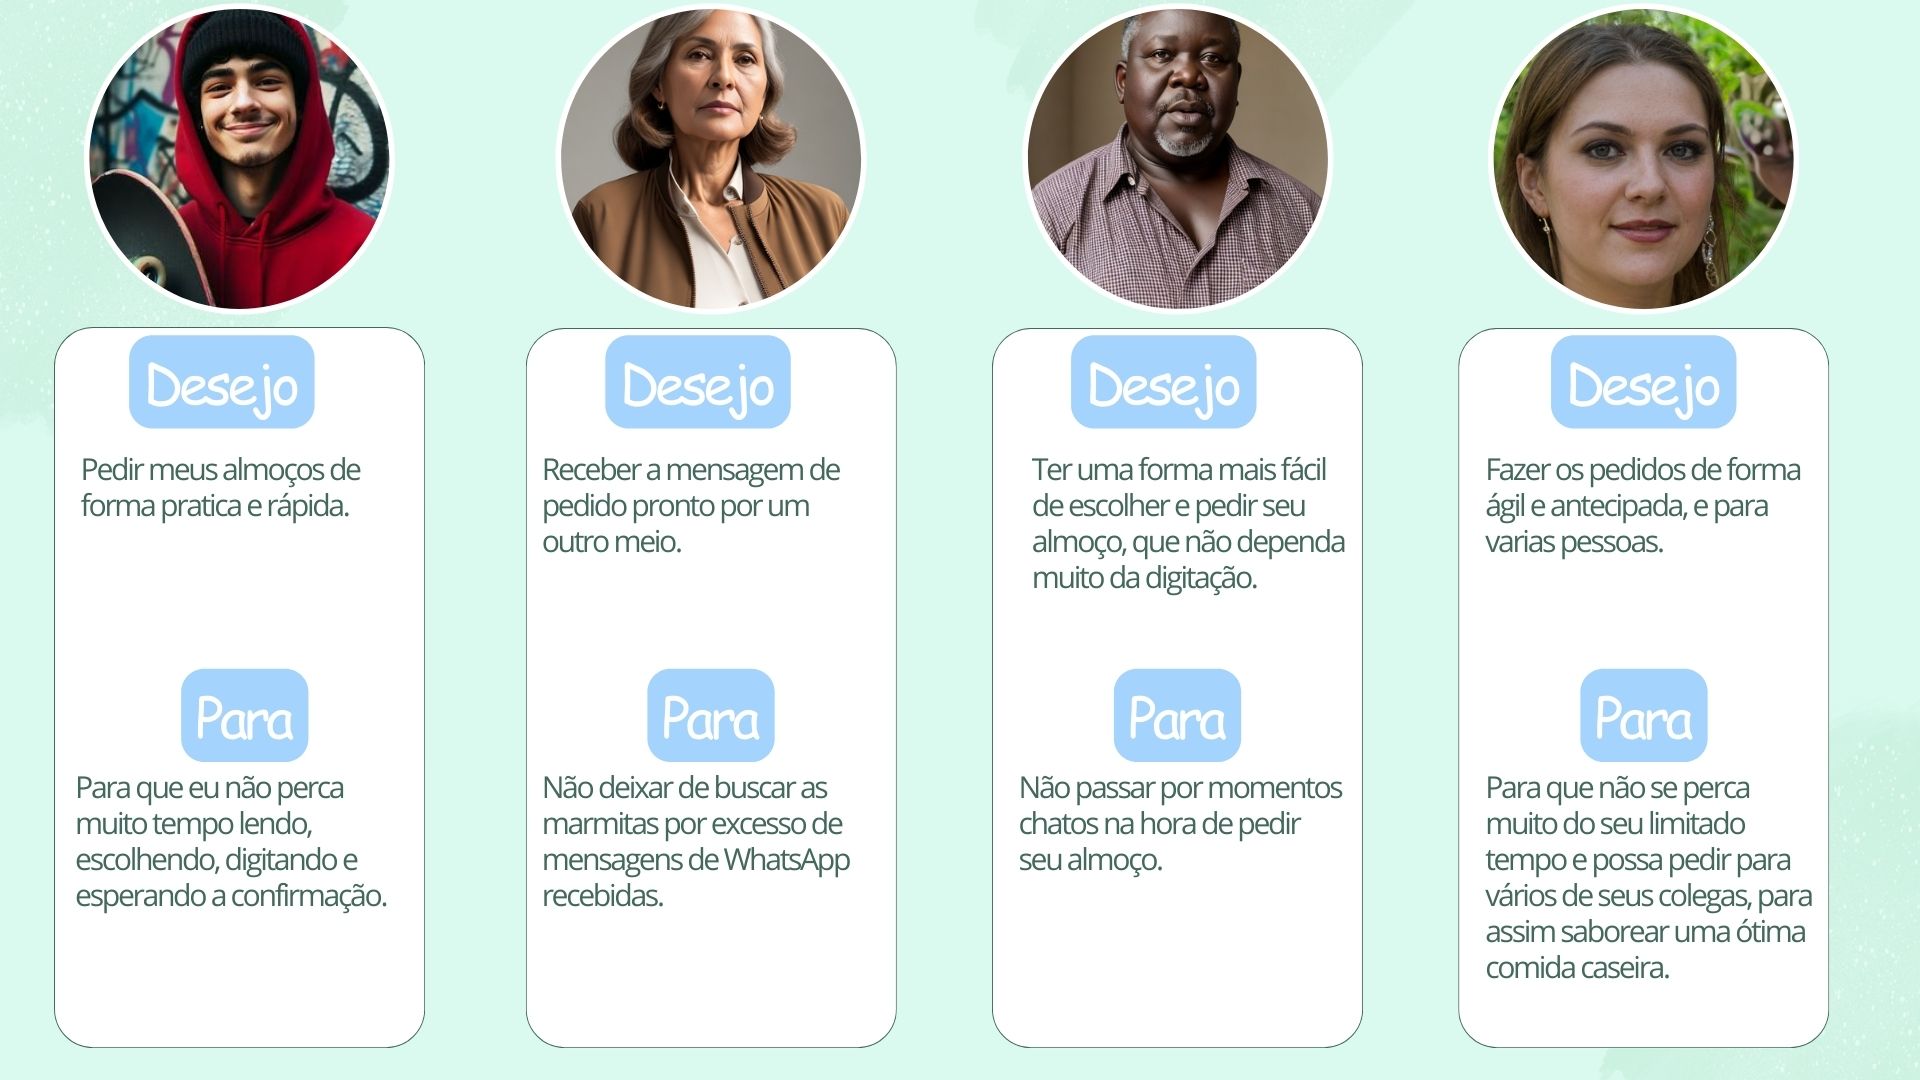 Desejo
Pedir meus almoços de
forma pratica e rápida.
Para
Para que eu não perca
muito tempo lendo,
escolhendo, digitando e
esperando a confirmação.
Desejo
Receber a mensagem de
pedido pronto por um
outro meio.
Para
Não deixar de buscar as
marmitas por excesso de
mensagens de WhatsApp
recebidas.
Desejo
Ter uma forma mais fácil
de escolher e pedir seu
almoço, que não dependa
muito da digitação.
Para
Não passar por momentos
chatos na hora de pedir
seu almoço.
Desejo
Fazer os pedidos de forma
ágil e antecipada, e para
varias pessoas.
Para
Para que não se perca
muito do seu limitado
tempo e possa pedir para
vários de seus colegas, para
assim saborear uma ótima
comida caseira.